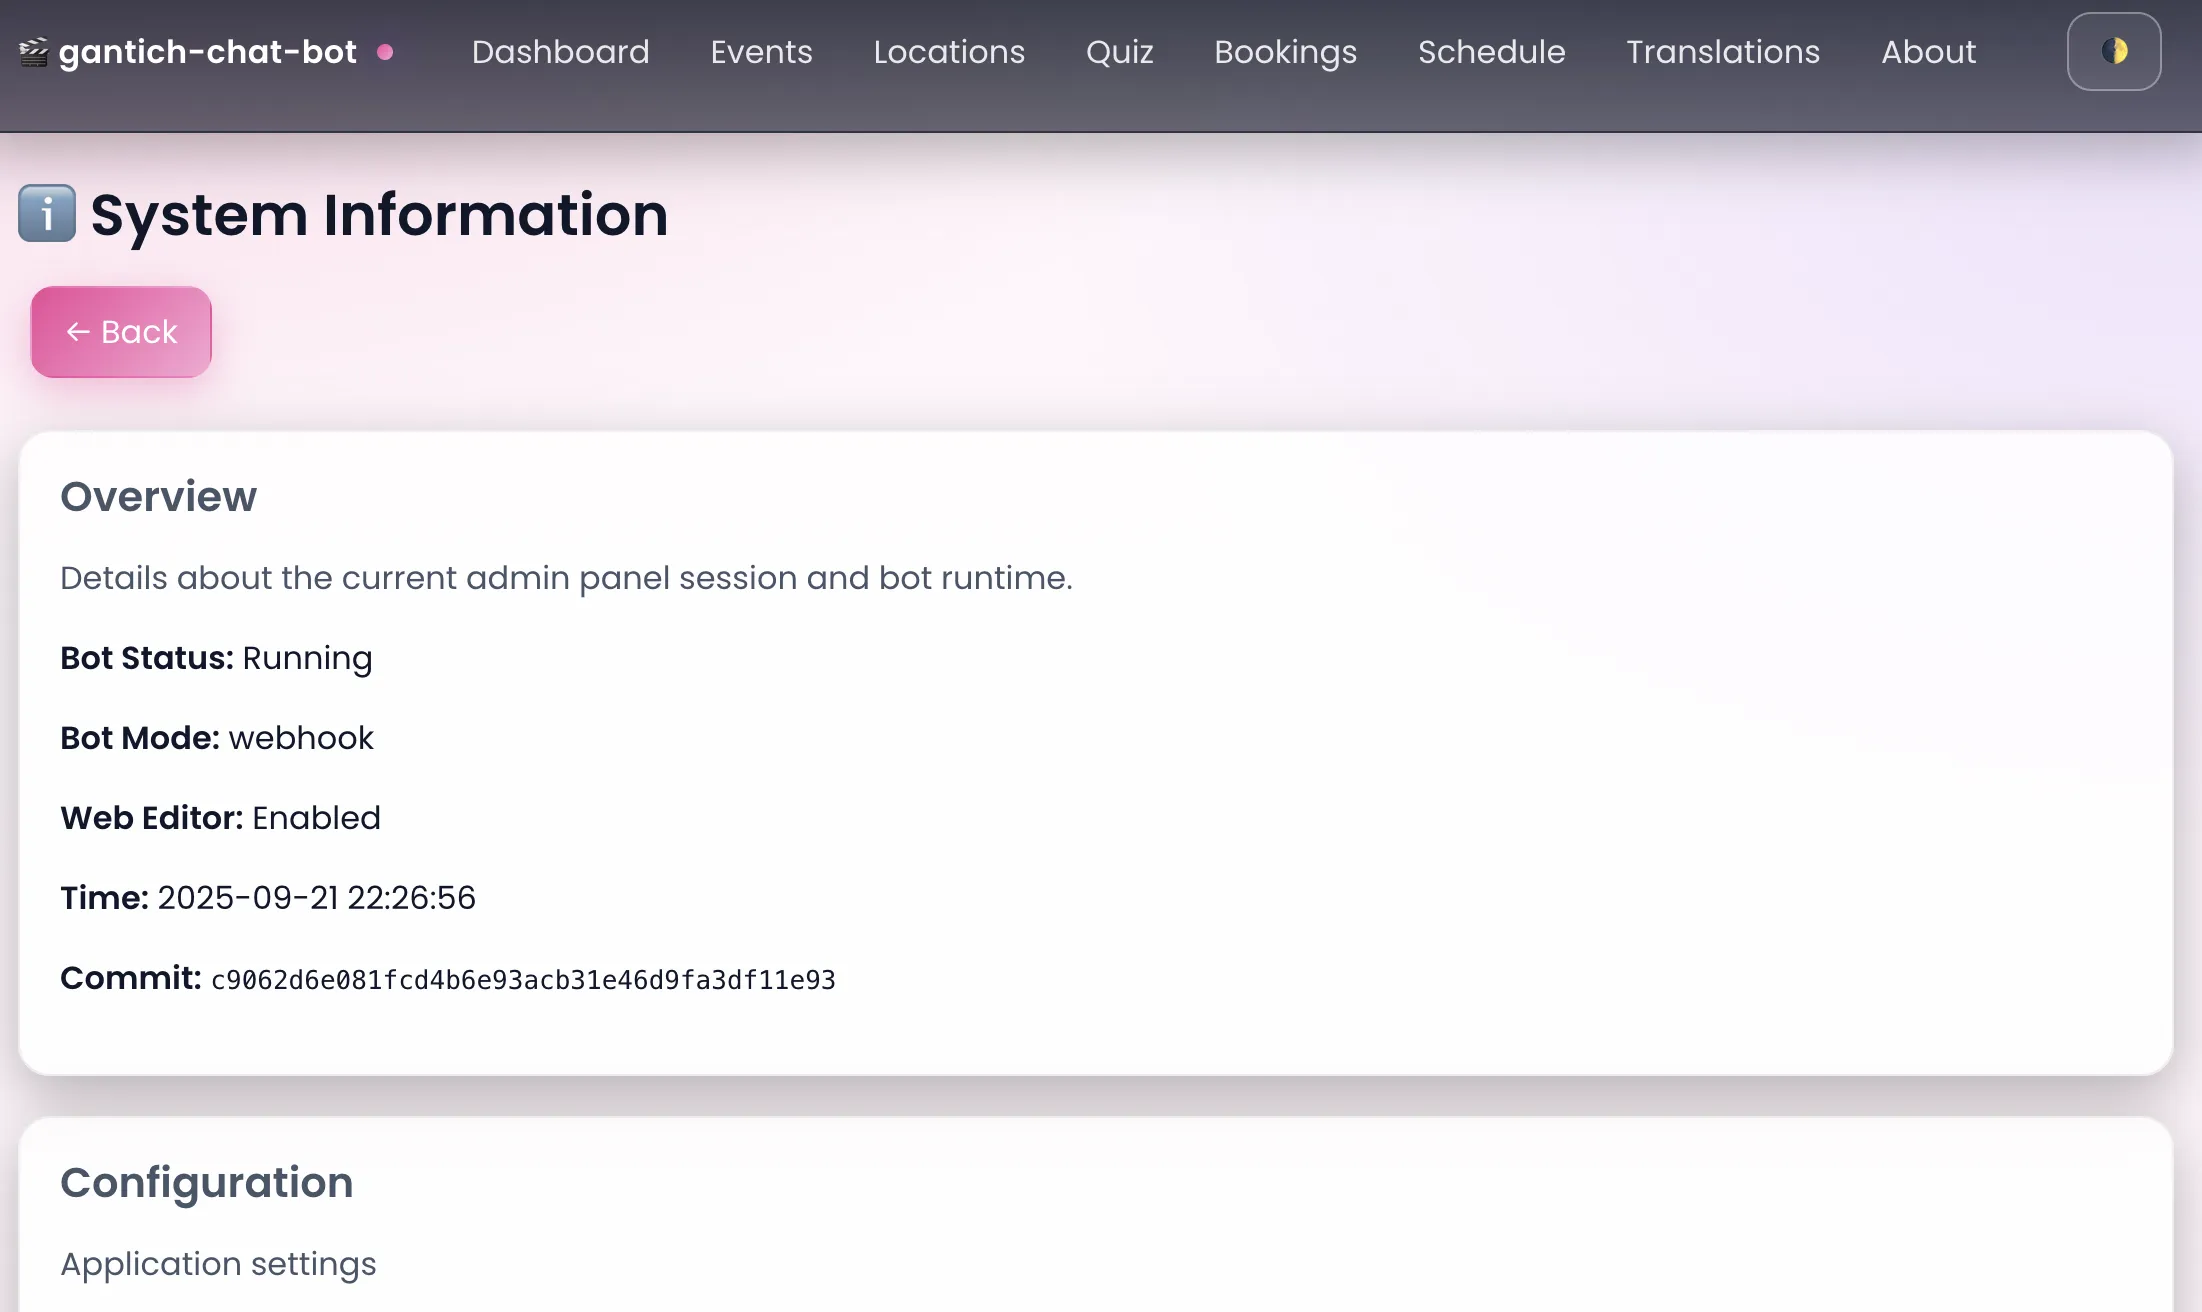 gantich-chat-bot Dashboard Events Locations Quiz Bookings Schedule Translations About
System Information
← Back
Overview
Details about the current admin panel session and bot runtime.
Bot Status: Running
Bot Mode: webhook
Web Editor: Enabled
Time: 2025-09-21 22:26:56
Commit: c9062d6e081fcd4b6e93acb31e46d9fa3df11e93
Configuration
Application settings